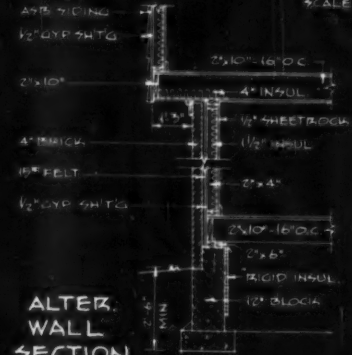 SCALE
ASB SIDING
1/2" GYP SHT'G
2"x10"-16"O.C.
2"x10"
4" INSUL
1'-3"
1/2" SHEETROCK
4" BRICK
1 1/2" INSUL
15# FELT
2"x4"
1/2" GYP SHT'G
2"x10"-16"O.C.
2"x6"
RIGID INSUL
12" BLOCK
2'-6"
MIN
ALTER.
WALL
SECTION